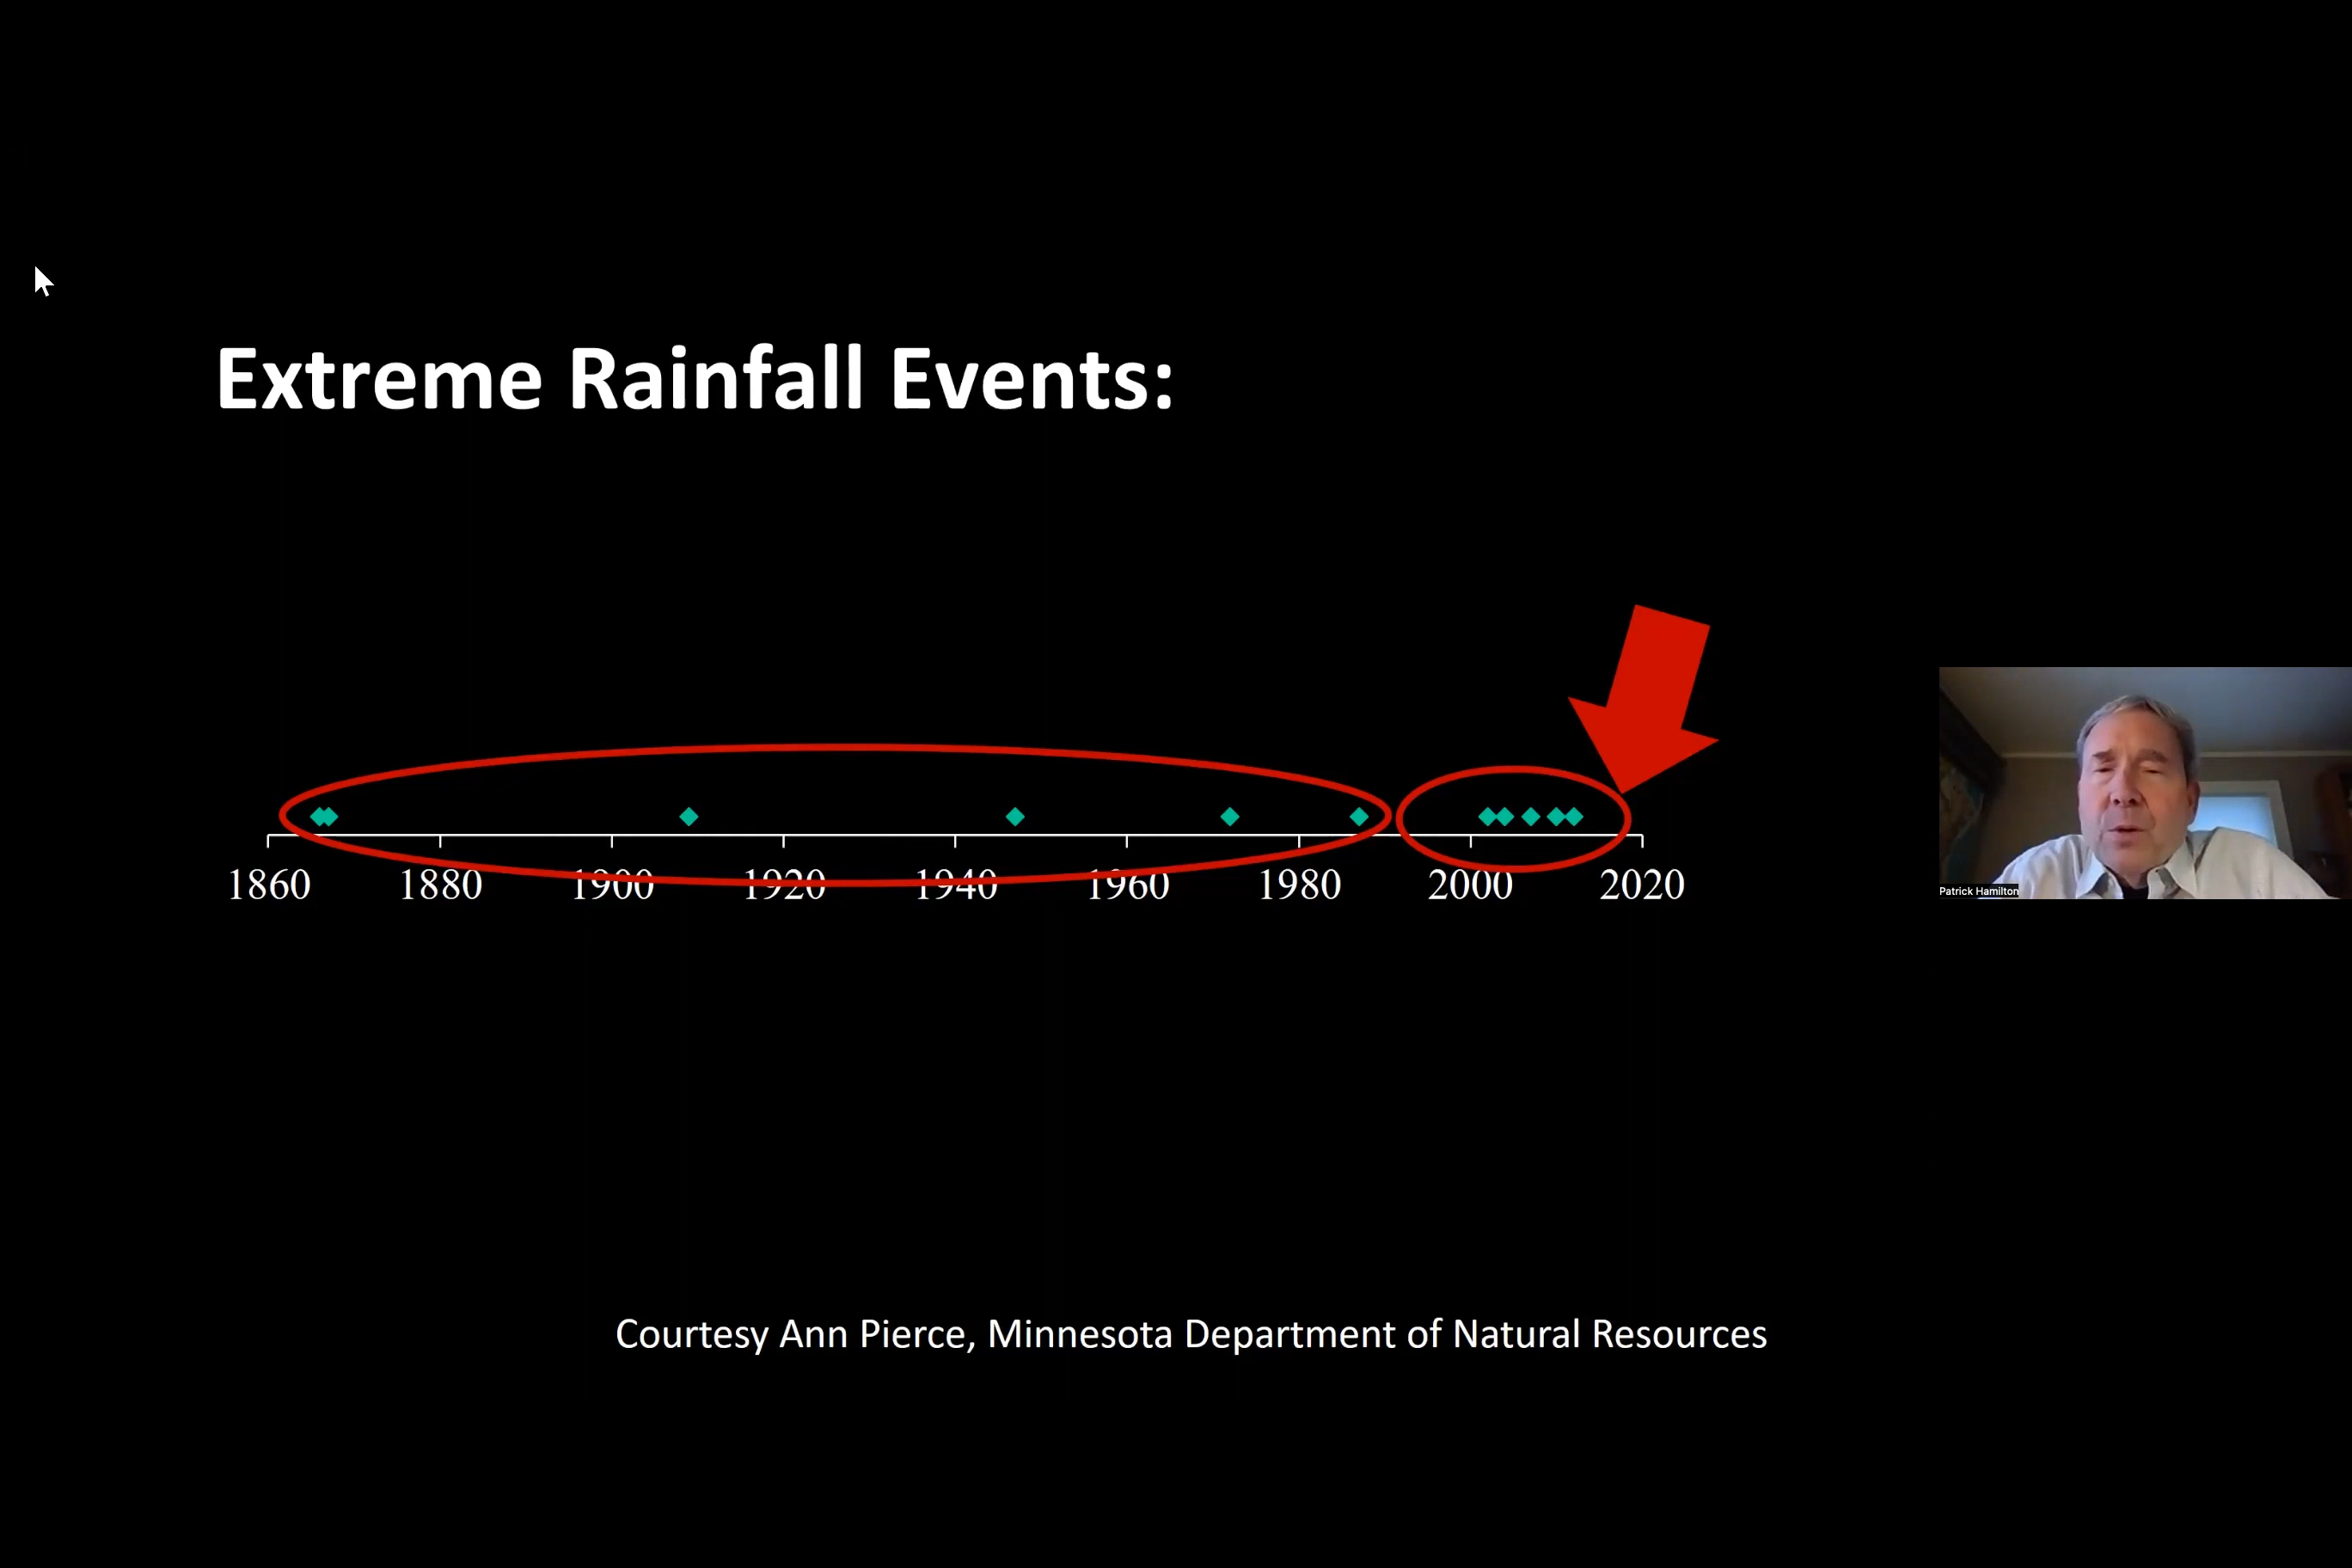 Extreme Rainfall Events:
1860 1880 1900 1920 1940 1960 1980 2000 2020
Patrick Hamilton
Courtesy Ann Pierce, Minnesota Department of Natural Resources